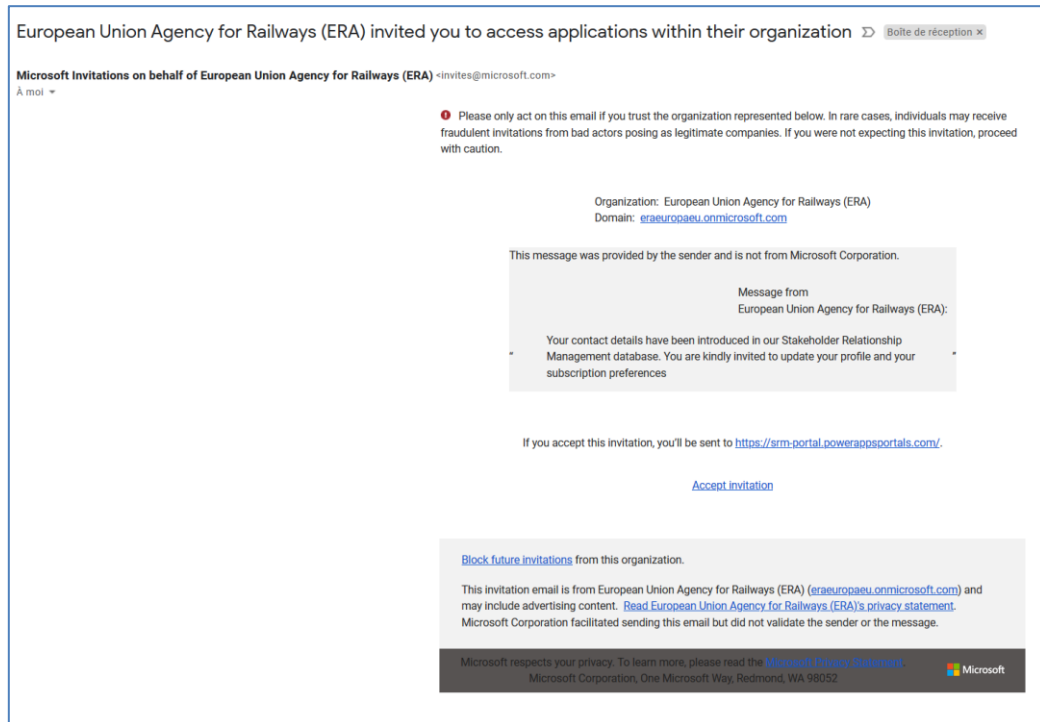 European Union Agency for Railways (ERA) invited you to access applications within their organization Boîte de réception ×
Microsoft Invitations on behalf of European Union Agency for Railways (ERA) <invites@microsoft.com>
À moi
Please only act on this email if you trust the organization represented below. In rare cases, individuals may receive
fraudulent invitations from bad actors posing as legitimate companies. If you were not expecting this invitation, proceed
with caution.
Organization: European Union Agency for Railways (ERA)
Domain: eraeuropaeu.onmicrosoft.com
This message was provided by the sender and is not from Microsoft Corporation.
Message from
European Union Agency for Railways (ERA):
Your contact details have been introduced in our Stakeholder Relationship
“ Management database. You are kindly invited to update your profile and your ”
subscription preferences
If you accept this invitation, you’ll be sent to https://srm-portal.powerappsportals.com/.
Accept invitation
Block future invitations from this organization.
This invitation email is from European Union Agency for Railways (ERA) (eraeuropaeu.onmicrosoft.com) and
may include advertising content. Read European Union Agency for Railways (ERA)'s privacy statement.
Microsoft Corporation facilitated sending this email but did not validate the sender or the message.
Microsoft respects your privacy. To learn more, please read the Microsoft Privacy Statement.
Microsoft Corporation, One Microsoft Way, Redmond, WA 98052
Microsoft